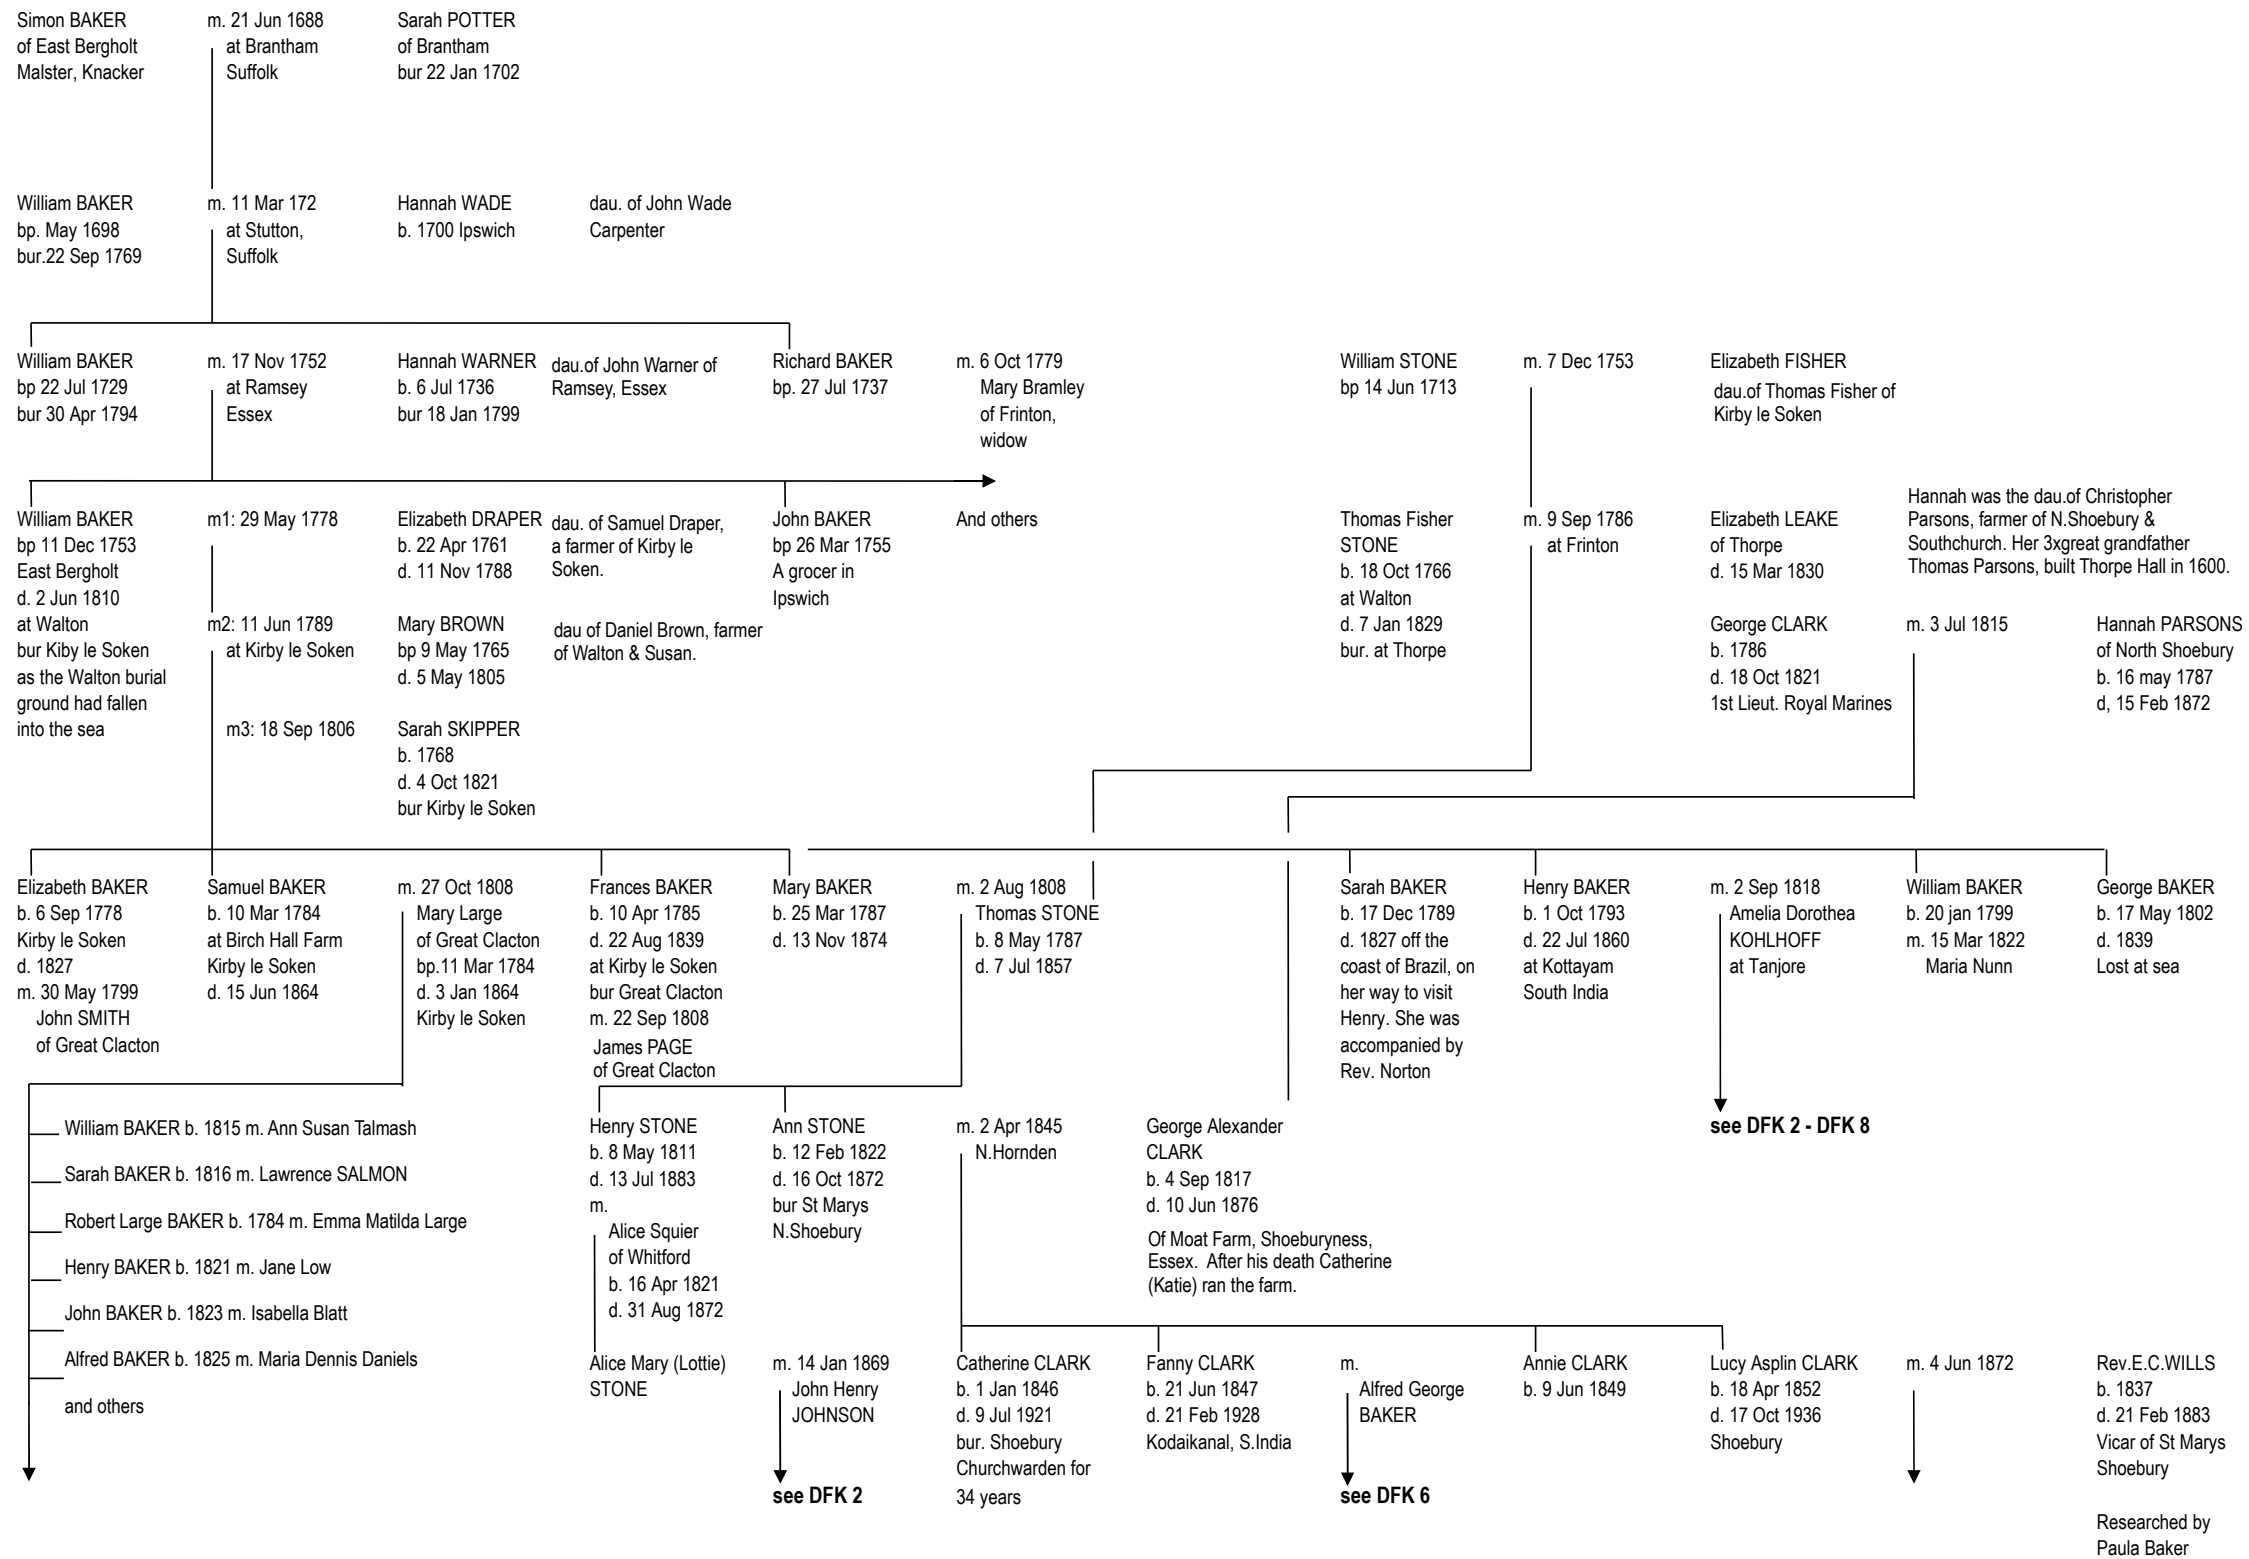 Simon BAKER
of East Bergholt
Malster, Knacker
m. 21 Jun 1688
at Brantham
Suffolk
Sarah POTTER
of Brantham
bur 22 Jan 1702
William BAKER
bp. May 1698
bur.22 Sep 1769
m. 11 Mar 172
at Stutton,
Suffolk
Hannah WADE
b. 1700 Ipswich
dau. of John Wade
Carpenter
William BAKER
bp 22 Jul 1729
bur 30 Apr 1794
m. 17 Nov 1752
at Ramsey
Essex
Hannah WARNER
b. 6 Jul 1736
bur 18 Jan 1799
dau.of John Warner of
Ramsey, Essex
Richard BAKER
bp. 27 Jul 1737
m. 6 Oct 1779
Mary Bramley
of Frinton,
widow
William STONE
bp 14 Jun 1713
m. 7 Dec 1753
Elizabeth FISHER
dau.of Thomas Fisher of
Kirby le Soken
William BAKER
bp 11 Dec 1753
East Bergholt
d. 2 Jun 1810
at Walton
bur Kiby le Soken
as the Walton burial
ground had fallen
into the sea
m1: 29 May 1778
Elizabeth DRAPER
b. 22 Apr 1761
d. 11 Nov 1788
dau. of Samuel Draper,
a farmer of Kirby le
Soken.
m2: 11 Jun 1789
at Kirby le Soken
Mary BROWN
bp 9 May 1765
d. 5 May 1805
dau of Daniel Brown, farmer
of Walton & Susan.
m3: 18 Sep 1806
Sarah SKIPPER
b. 1768
d. 4 Oct 1821
bur Kirby le Soken
John BAKER
bp 26 Mar 1755
A grocer in
Ipswich
And others
Thomas Fisher
STONE
b. 18 Oct 1766
at Walton
d. 7 Jan 1829
bur. at Thorpe
m. 9 Sep 1786
at Frinton
Elizabeth LEAKE
of Thorpe
d. 15 Mar 1830
Hannah was the dau.of Christopher
Parsons, farmer of N.Shoebury &
Southchurch. Her 3xgreat grandfather
Thomas Parsons, built Thorpe Hall in 1600.
George CLARK
b. 1786
d. 18 Oct 1821
1st Lieut. Royal Marines
m. 3 Jul 1815
Hannah PARSONS
of North Shoebury
b. 16 may 1787
d, 15 Feb 1872
Elizabeth BAKER
b. 6 Sep 1778
Kirby le Soken
d. 1827
m. 30 May 1799
John SMITH
of Great Clacton
Samuel BAKER
b. 10 Mar 1784
at Birch Hall Farm
Kirby le Soken
d. 15 Jun 1864
m. 27 Oct 1808
Mary Large
of Great Clacton
bp.11 Mar 1784
d. 3 Jan 1864
Kirby le Soken
Frances BAKER
b. 10 Apr 1785
d. 22 Aug 1839
at Kirby le Soken
bur Great Clacton
m. 22 Sep 1808
James PAGE
of Great Clacton
Mary BAKER
b. 25 Mar 1787
d. 13 Nov 1874
m. 2 Aug 1808
Thomas STONE
b. 8 May 1787
d. 7 Jul 1857
Sarah BAKER
b. 17 Dec 1789
d. 1827 off the
coast of Brazil, on
her way to visit
Henry. She was
accompanied by
Rev. Norton
Henry BAKER
b. 1 Oct 1793
d. 22 Jul 1860
at Kottayam
South India
m. 2 Sep 1818
Amelia Dorothea
KOHLHOFF
at Tanjore
William BAKER
b. 20 jan 1799
m. 15 Mar 1822
Maria Nunn
George BAKER
b. 17 May 1802
d. 1839
Lost at sea
see DFK 2 - DFK 8
William BAKER b. 1815 m. Ann Susan Talmash
Sarah BAKER b. 1816 m. Lawrence SALMON
Robert Large BAKER b. 1784 m. Emma Matilda Large
Henry BAKER b. 1821 m. Jane Low
John BAKER b. 1823 m. Isabella Blatt
Alfred BAKER b. 1825 m. Maria Dennis Daniels
and others
Henry STONE
b. 8 May 1811
d. 13 Jul 1883
m.
Alice Squier
of Whitford
b. 16 Apr 1821
d. 31 Aug 1872
Ann STONE
b. 12 Feb 1822
d. 16 Oct 1872
bur St Marys
N.Shoebury
m. 2 Apr 1845
N.Hornden
George Alexander
CLARK
b. 4 Sep 1817
d. 10 Jun 1876
Of Moat Farm, Shoeburyness,
Essex. After his death Catherine
(Katie) ran the farm.
Alice Mary (Lottie)
STONE
m. 14 Jan 1869
John Henry
JOHNSON
see DFK 2
Catherine CLARK
b. 1 Jan 1846
d. 9 Jul 1921
bur. Shoebury
Churchwarden for
34 years
Fanny CLARK
b. 21 Jun 1847
d. 21 Feb 1928
Kodaikanal, S.India
m.
Alfred George
BAKER
see DFK 6
Annie CLARK
b. 9 Jun 1849
Lucy Asplin CLARK
b. 18 Apr 1852
d. 17 Oct 1936
Shoebury
m. 4 Jun 1872
Rev.E.C.WILLS
b. 1837
d. 21 Feb 1883
Vicar of St Marys
Shoebury
Researched by
Paula Baker